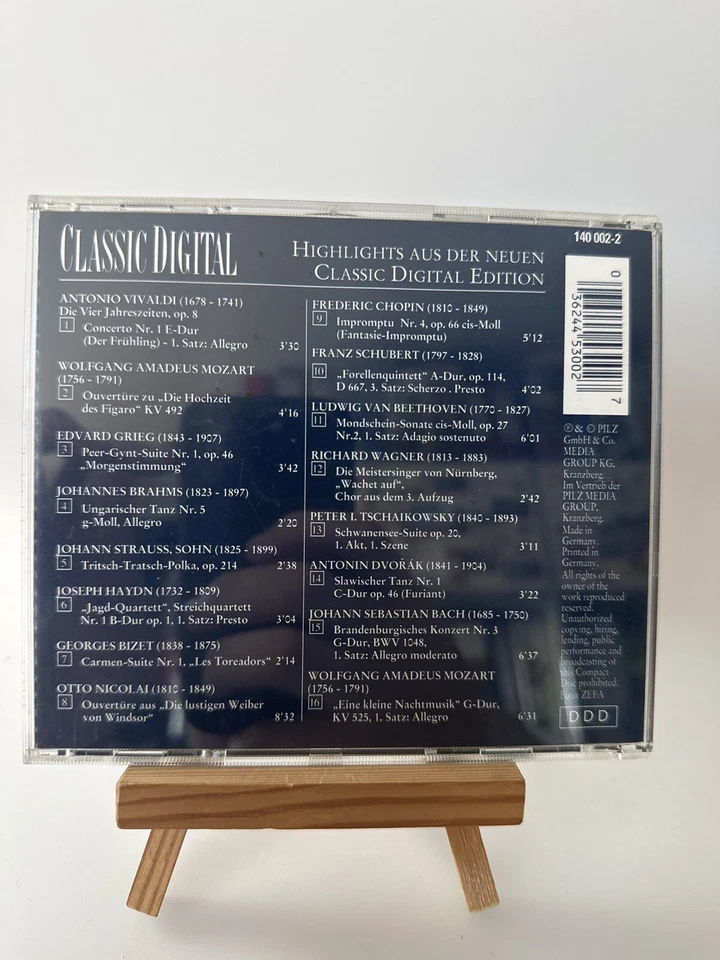 CLASSIC DIGITAL
HIGHLIGHTS AUS DER NEUEN
CLASSIC DIGITAL EDITION
ANTONIO VIVALDI (1678 - 1741)
Die Vier Jahreszeiten, op. 8
1 Concerto Nr. 1 E-Dur
(Der Frühling) - 1. Satz: Allegro 3'30
WOLFGANG AMADEUS MOZART
(1756 - 1791)
2 Ouvertüre zu „Die Hochzeit
des Figaro" KV 492 4'16
EDVARD GRIEG (1843 - 1907)
3 Peer-Gynt-Suite Nr. 1, op. 46
„Morgenstimmung" 3'42
JOHANNES BRAHMS (1823 - 1897)
4 Ungarischer Tanz Nr. 5
g-Moll, Allegro 2'20
JOHANN STRAUSS, SOHN (1825 - 1899)
5 Tritsch-Tratsch-Polka, op. 214 2'38
JOSEPH HAYDN (1732 - 1809)
6 „Jagd-Quartett", Streichquartett
Nr. 1 B-Dur op. 1, 1. Satz: Presto 3'04
GEORGES BIZET (1838 - 1875)
7 Carmen-Suite Nr. 1, „Les Toreadors" 2'14
OTTO NICOLAI (1810 - 1849)
8 Ouvertüre aus „Die lustigen Weiber
von Windsor" 8'32
FREDERIC CHOPIN (1810 - 1849)
9 Impromptu Nr. 4, op. 66 cis-Moll
(Fantasie-Impromptu) 5'12
FRANZ SCHUBERT (1797 - 1828)
10 „Forellenquintett" A-Dur, op. 114,
D 667, 3. Satz: Scherzo . Presto 4'02
LUDWIG VAN BEETHOVEN (1770 - 1827)
11 Mondschein-Sonate cis-Moll, op. 27
Nr.2, 1. Satz: Adagio sostenuto 6'01
RICHARD WAGNER (1813 - 1883)
12 Die Meistersinger von Nürnberg,
„Wachet auf",
Chor aus dem 3. Aufzug 2'42
PETER I. TSCHAIKOWSKY (1840 - 1893)
13 Schwanensee-Suite op. 20,
1. Akt, 1. Szene 3'11
ANTONIN DVOŘÁK (1841 - 1904)
14 Slawischer Tanz Nr. 1
C-Dur op. 46 (Furiant) 3'22
JOHANN SEBASTIAN BACH (1685 - 1750)
15 Brandenburgisches Konzert Nr. 3
G-Dur, BWV 1048,
1. Satz: Allegro moderato 6'37
WOLFGANG AMADEUS MOZART
(1756 - 1791)
16 „Eine kleine Nachtmusik" G-Dur,
KV 525, 1. Satz: Allegro 6'31
140 002-2
0 36244 53002 7
℗ & © PILZ
GmbH & Co.
MEDIA
GROUP KG,
Kranzberg.
Im Vertrieb der
PILZ MEDIA
GROUP,
Kranzberg.
Made in
Germany.
Printed in
Germany.
All rights of the
owner of the
work reproduced
reserved.
Unauthorized
copying, hiring,
lending, public
performance and
broadcasting of
this Compact
Disc prohibited.
Foto: ZEFA
DDD